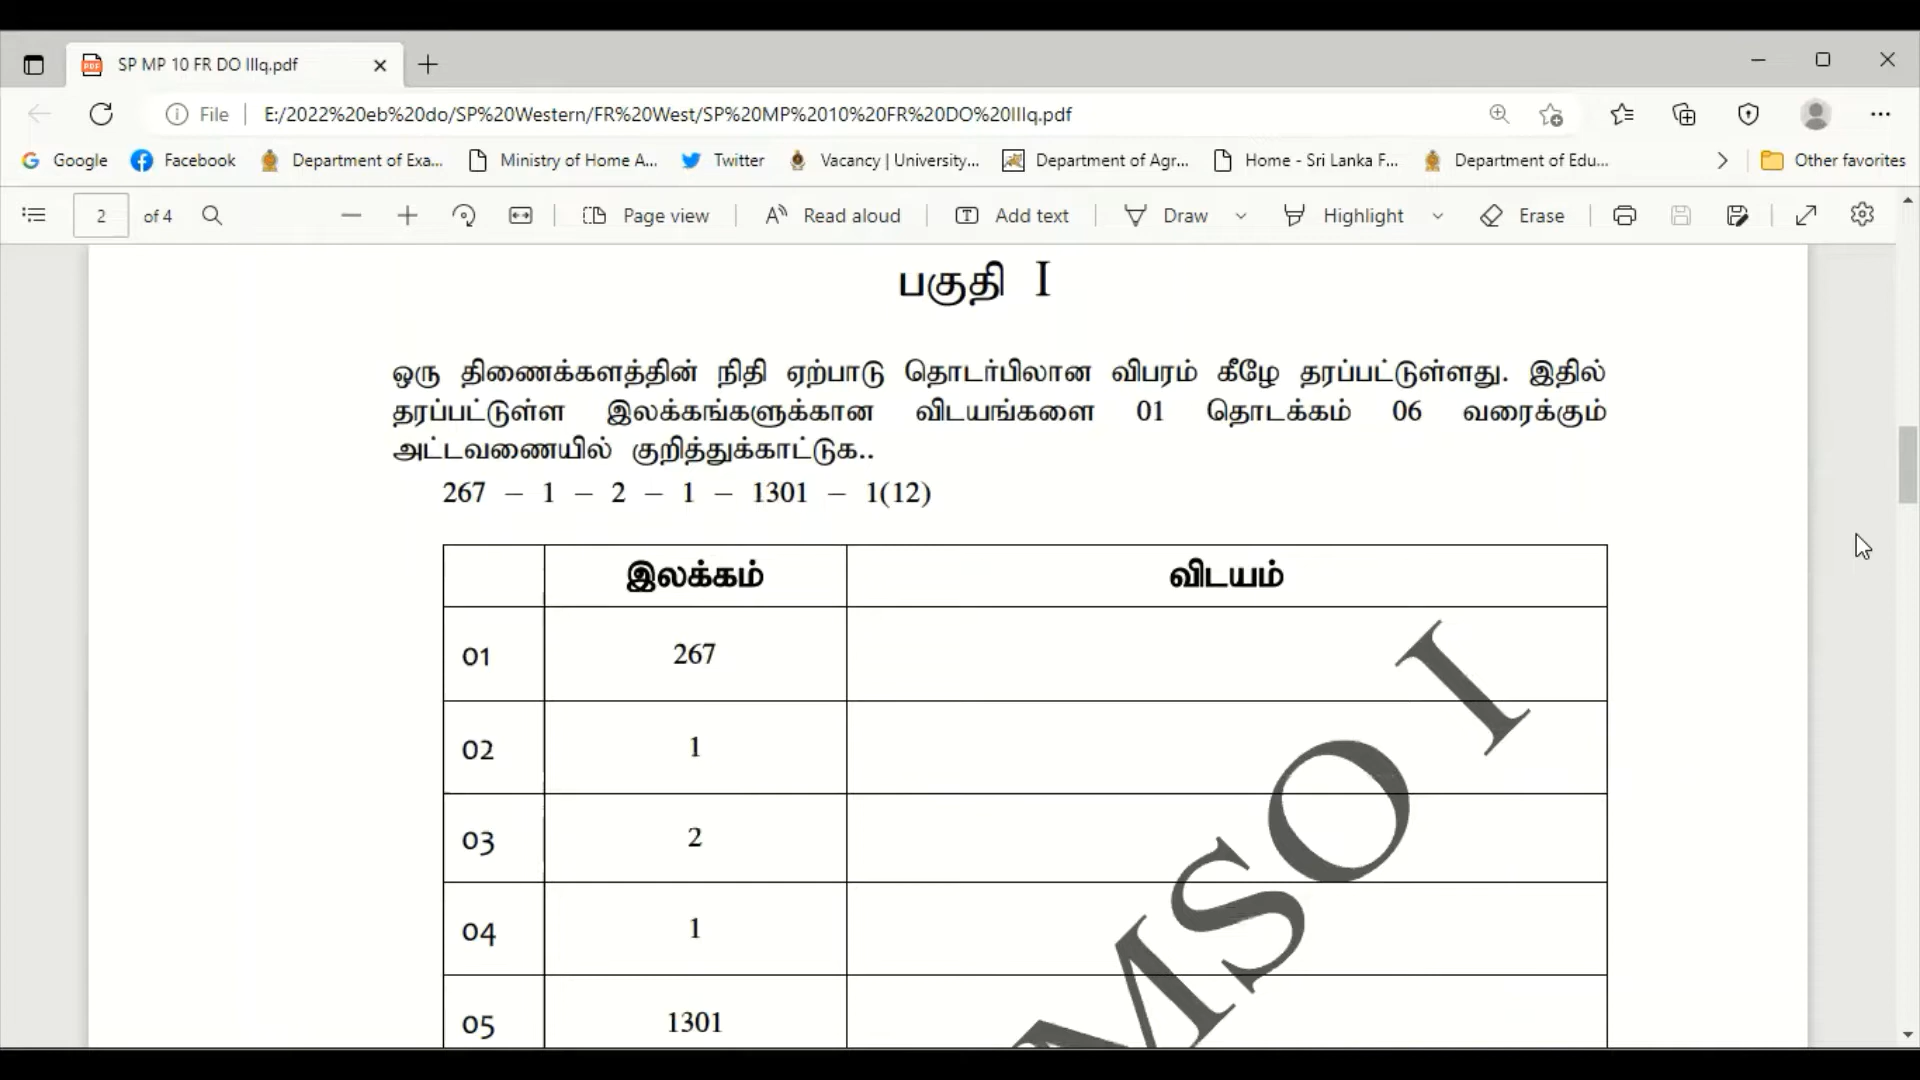 SP MP 10 FR DO IIIq.pdf
File E:/2022%20eb%20do/SP%20Western/FR%20West/SP%20MP%2010%20FR%20DO%20IIIq.pdf
Google Facebook Department of Exa... Ministry of Home A... Twitter Vacancy | University... Department of Agr... Home - Sri Lanka F... Department of Edu... Other favorites
2 of 4 Page view Read aloud Add text Draw Highlight Erase
பகுதி I
ஒரு திணைக்களத்தின் நிதி ஏற்பாடு தொடர்பிலான விபரம் கீழே தரப்பட்டுள்ளது. இதில்
தரப்பட்டுள்ள இலக்கங்களுக்கான விடயங்களை 01 தொடக்கம் 06 வரைக்கும்
அட்டவணையில் குறித்துக்காட்டுக..
267 – 1 – 2 – 1 – 1301 – 1(12)
இலக்கம் விடயம்
01 267
02 1
03 2
04 1
05 1301
MSO I